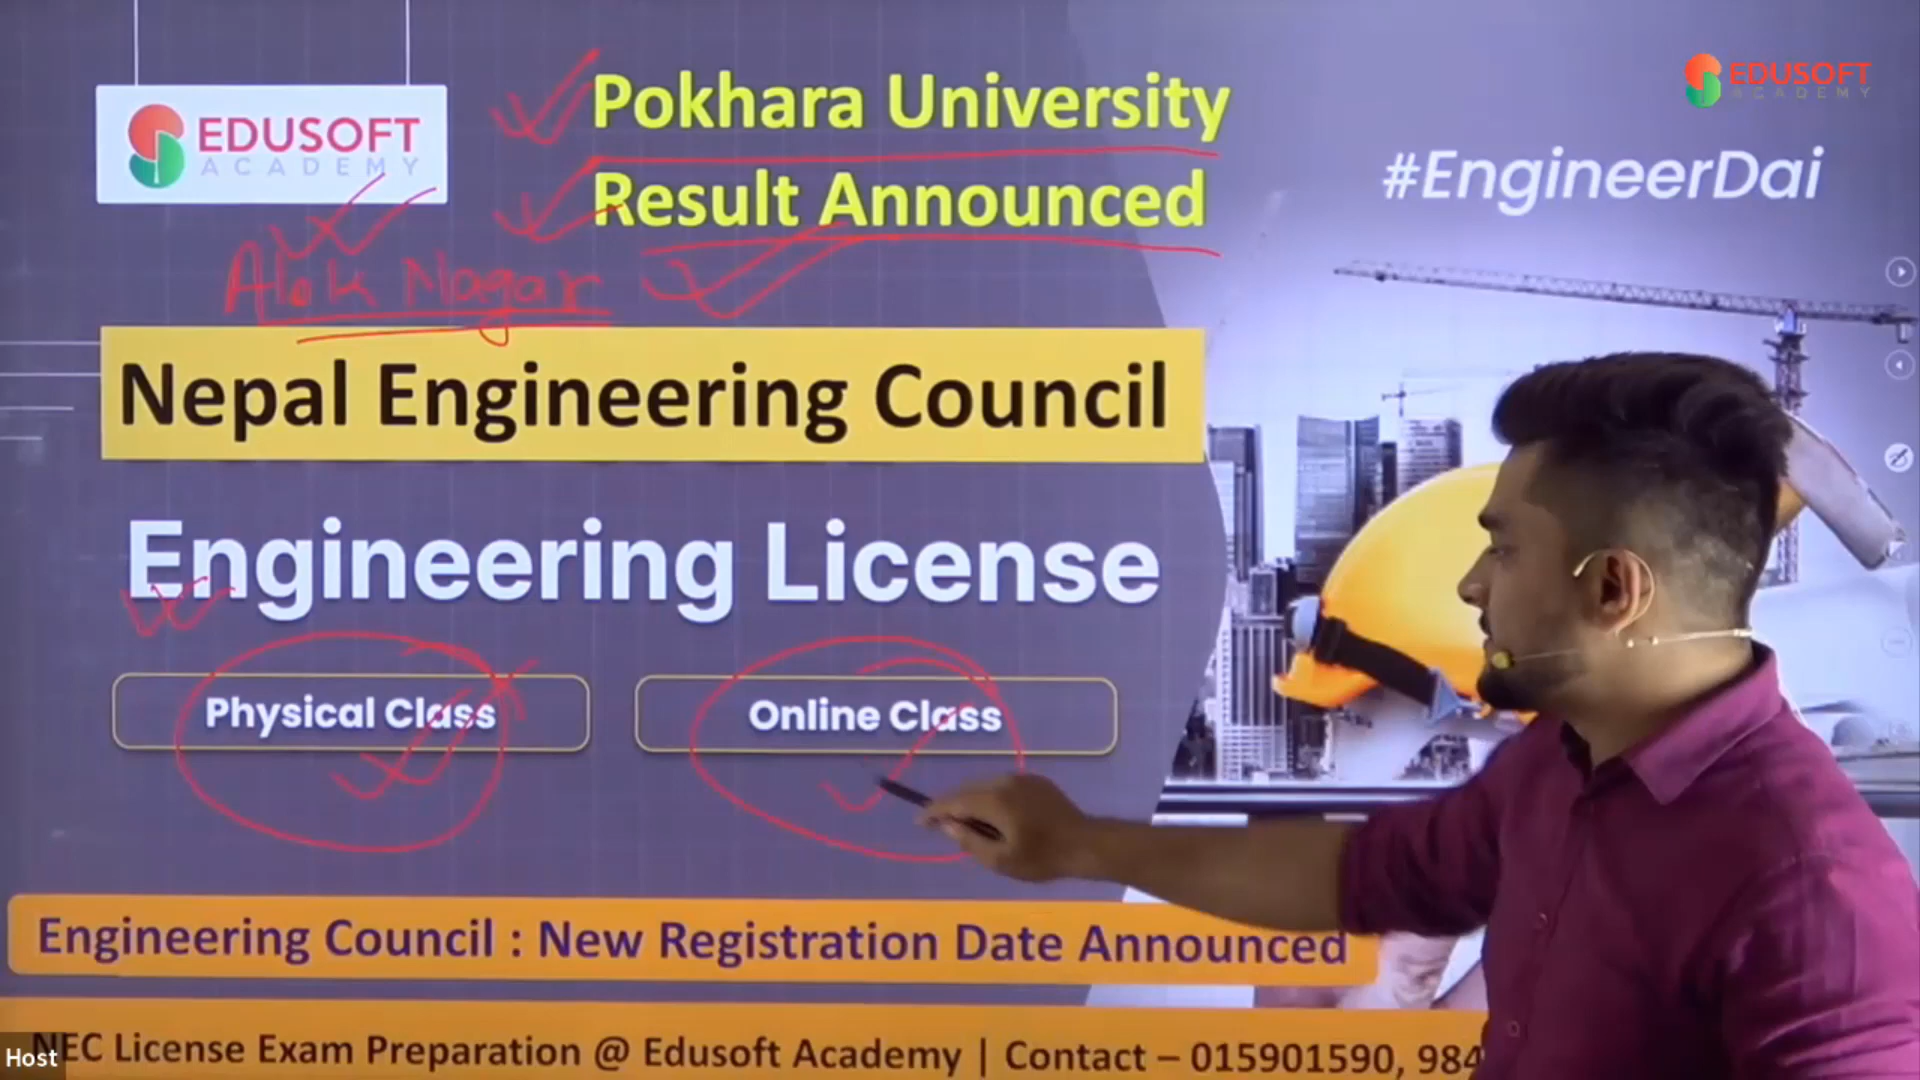 Pokhara University
Result Announced
EDUSOFT
ACADEMY
EDUSOFT
ACADEMY
#EngineerDai
Alok Nagar
Nepal Engineering Council
Engineering License
Physical Class
Online Class
Engineering Council : New Registration Date Announced
NEC License Exam Preparation @ Edusoft Academy | Contact – 015901590, 984
Host